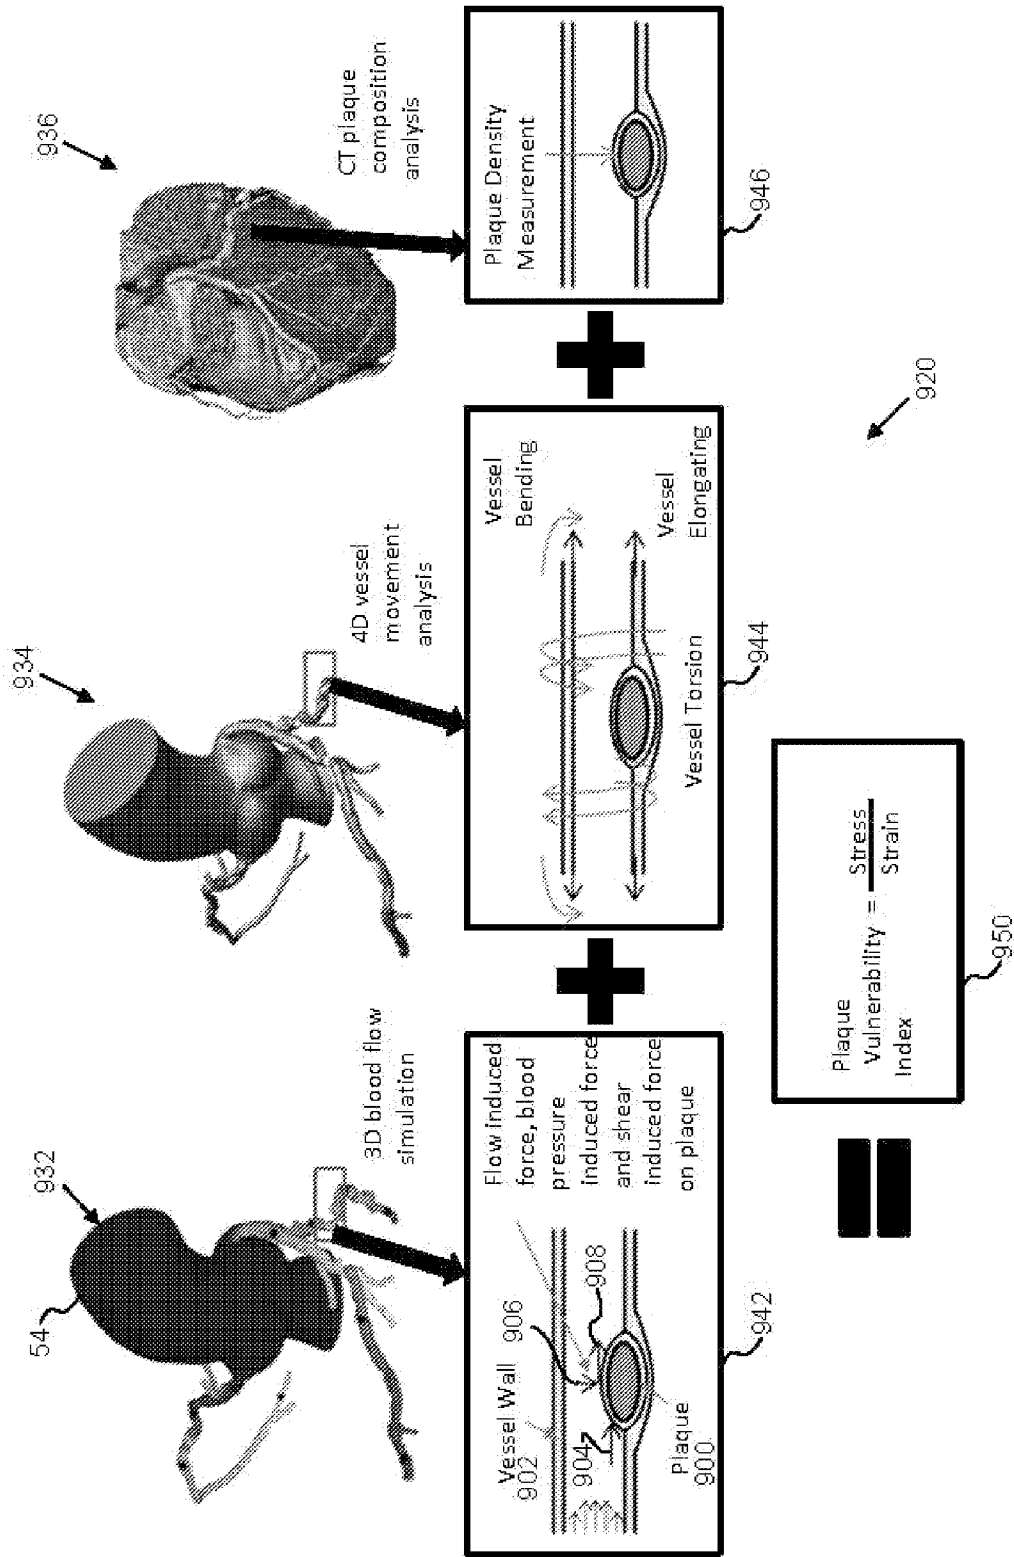 54
932
3D blood flow
simulation
934
4D vessel
movement
analysis
936
CT plaque
composition
analysis
Vessel Wall
902
906
908
904
Plaque
900
Flow induced
force, blood
pressure
induced force
and shear
induced force
on plaque
942
Vessel
Bending
Vessel Torsion
Vessel
Elongating
944
Plaque Density
Measurement
946
920
Plaque
Vulnerability = Stress
Strain
Index
950